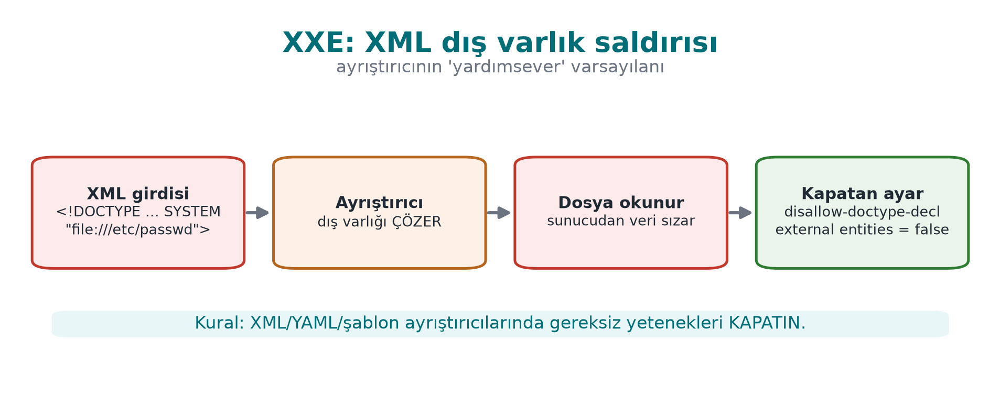 XXE: XML dış varlık saldırısı
ayrıştırıcının 'yardımsever' varsayılanı
XML girdisi
<!DOCTYPE ... SYSTEM
"file:///etc/passwd">
Ayrıştırıcı
dış varlığı ÇÖZER
Dosya okunur
sunucudan veri sızar
Kapatan ayar
disallow-doctype-decl
external entities = false
Kural: XML/YAML/şablon ayrıştırıcılarında gereksiz yetenekleri KAPATIN.